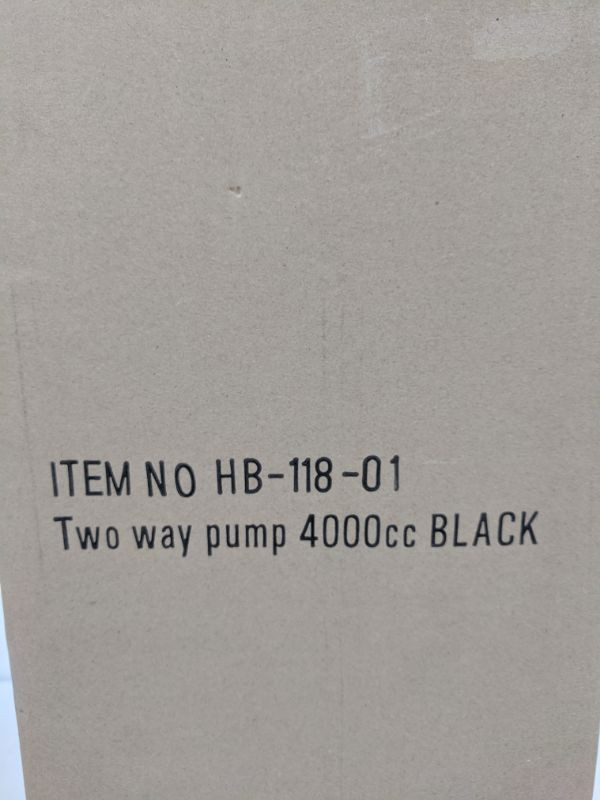 ITEM NO HB-118-01
Two way pump 4000cc BLACK